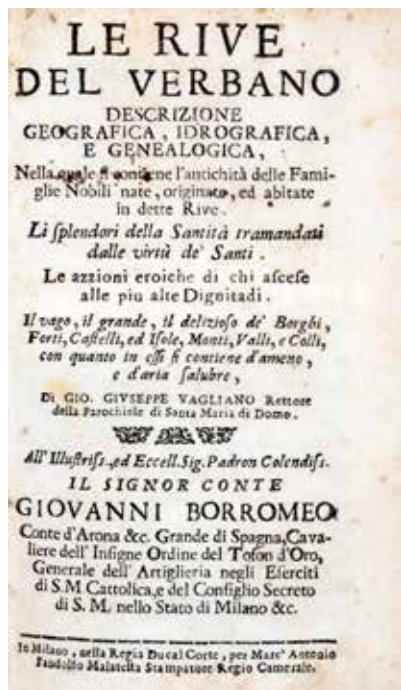 LE RIVE
DEL VERBANO
DESCRIZIONE
GEOGRAFICA, IDROGRAFICA,
E GENEALOGICA,
Nella quale si contiene l'antichità delle Fami-
glie Nobili nate, originate, ed abitate
in dette Rive.
Li splendori della Santità tramandati
dalle virtù de' Santi.
Le azzioni eroiche di chi ascese
alle piu alte Dignitadi.
Il vago, il grande, il delizioso de' Borghi,
Forti, Castelli, ed Isole, Monti, Valli, e Colli,
con quanto in essi si contiene d'ameno,
e d'aria salubre,
Di GIO. GIVSEPPE VAGLIANO Rettore
della Parochiale di Santa Maria di Domo.
All' Illustriss., ed Eccell. Sig. Padron Colendiss.
IL SIGNOR CONTE
GIOVANNI BORROMEO
Conte d'Arona &c. Grande di Spagna, Cava-
liere dell' Insigne Ordine del Toson d'Oro,
Generale dell' Artiglieria negli Eserciti
di S.M. Cattolica, e del Consiglio Secreto
di S. M. nello Stato di Milano &c.
In Milano, nella Regia Ducal Corte, per Marc' Antonio
Pandolfo Malatesta Stampatore Regio Camerale.